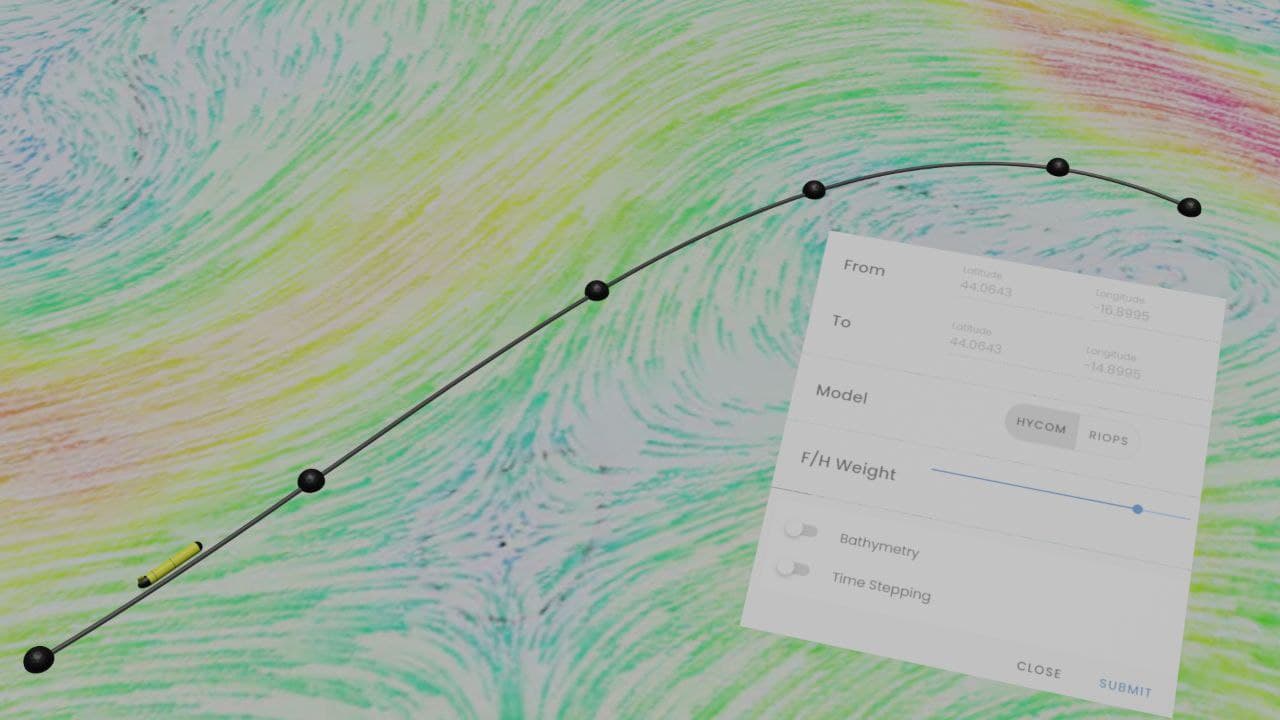 From
Latitude
44.0643
Longitude
-16.8995
To
Latitude
44.0643
Longitude
-14.8995
Model
HYCOM
RIOPS
F/H Weight
Bathymetry
Time Stepping
CLOSE
SUBMIT